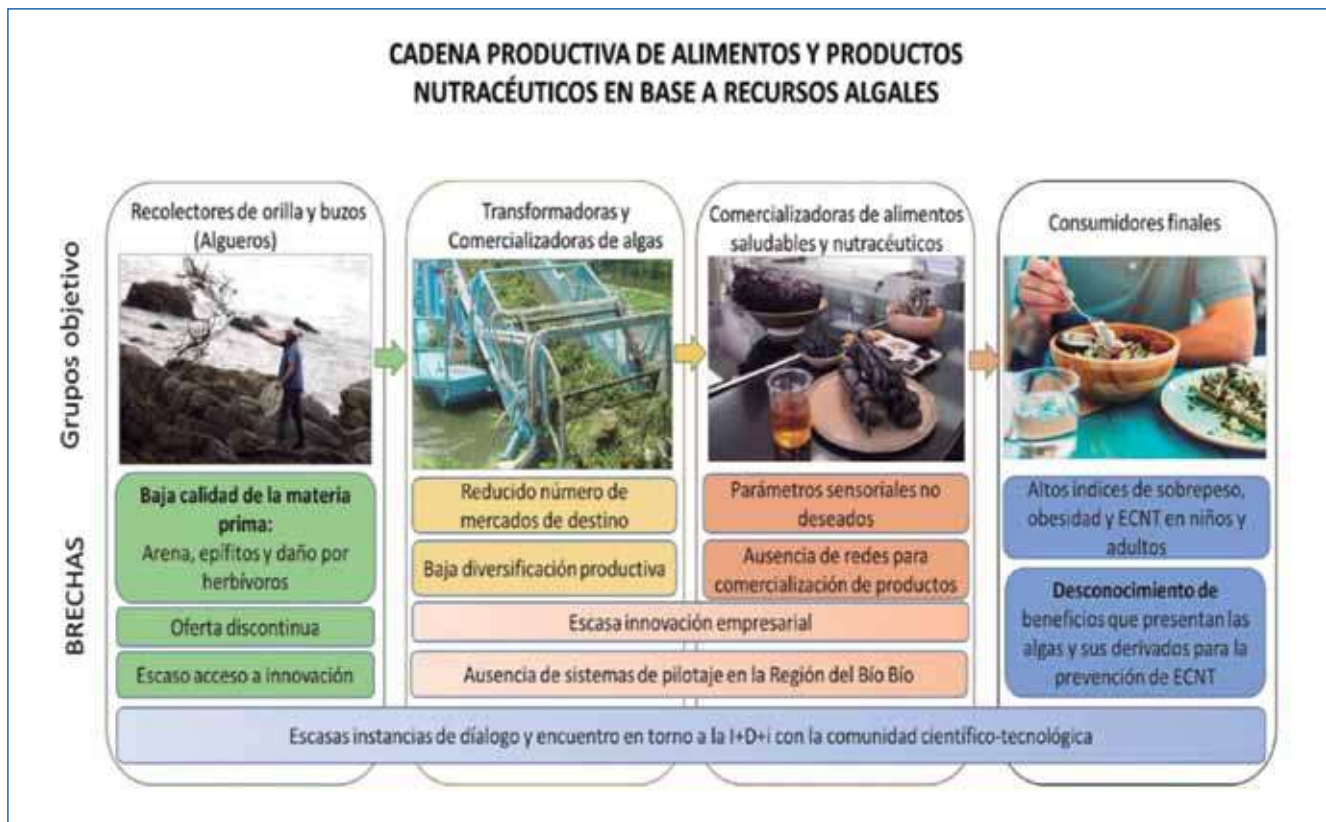 CADENA PRODUCTIVA DE ALIMENTOS Y PRODUCTOS
NUTRACÉUTICOS EN BASE A RECURSOS ALGALES
Grupos objetivo
Recolectores de orilla y buzos
(Algueros)
Transformadoras y
Comercializadoras de algas
Comercializadoras de alimentos
saludables y nutracéuticos
Consumidores finales
BRECHAS
Baja calidad de la materia
prima:
Arena, epífitos y daño por
herbívoros
Oferta discontinua
Escaso acceso a innovación
Reducido número de
mercados de destino
Baja diversificación productiva
Parámetros sensoriales no
deseados
Ausencia de redes para
comercialización de productos
Escasa innovación empresarial
Ausencia de sistemas de pilotaje en la Región del Bío Bío
Altos índices de sobrepeso,
obesidad y ECNT en niños y
adultos
Desconocimiento de
beneficios que presentan las
algas y sus derivados para la
prevención de ECNT
Escasas instancias de díalogo y encuentro en torno a la I+D+i con la comunidad científico-tecnológica